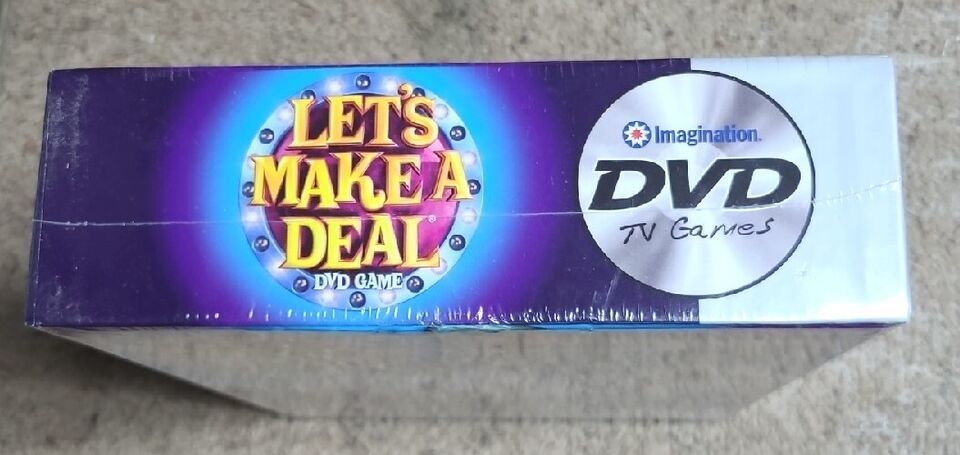 LET'S
MAKE A
DEAL®
DVD GAME
Imagination.
DVD
TV Games